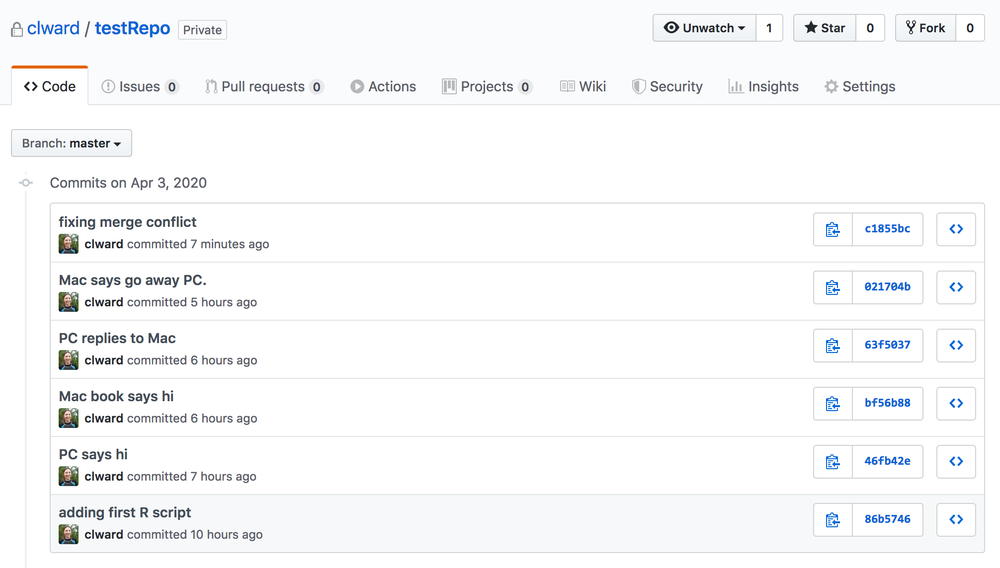 clward / testRepo Private Unwatch 1 Star 0 Fork 0
Code Issues 0 Pull requests 0 Actions Projects 0 Wiki Security Insights Settings
Branch: master
Commits on Apr 3, 2020
fixing merge conflict
clward committed 7 minutes ago
c1855bc
Mac says go away PC.
clward committed 5 hours ago
021704b
PC replies to Mac
clward committed 6 hours ago
63f5037
Mac book says hi
clward committed 6 hours ago
bf56b88
PC says hi
clward committed 7 hours ago
46fb42e
adding first R script
clward committed 10 hours ago
86b5746